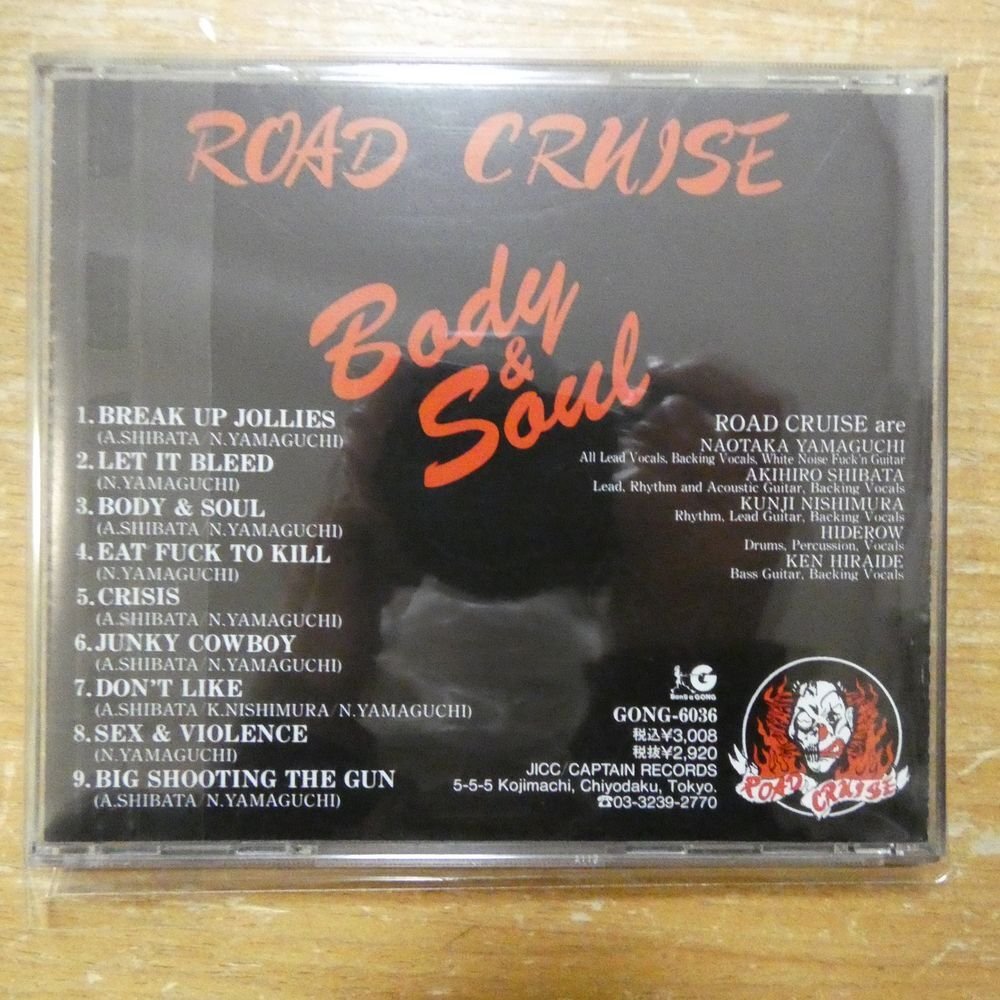 ROAD CRUISE
Body
&
Soul
1.BREAK UP JOLLIES
(A.SHIBATA/N.YAMAGUCHI)
2.LET IT BLEED
(N.YAMAGUCHI)
3.BODY & SOUL
(A.SHIBATA/N.YAMAGUCHI)
4.EAT FUCK TO KILL
(N.YAMAGUCHI)
5.CRISIS
(A.SHIBATA/N.YAMAGUCHI)
6.JUNKY COWBOY
(A.SHIBATA/N.YAMAGUCHI)
7.DON'T LIKE
(A.SHIBATA/K.NISHIMURA/N.YAMAGUCHI)
8.SEX & VIOLENCE
(N.YAMAGUCHI)
9.BIG SHOOTING THE GUN
(A.SHIBATA/N.YAMAGUCHI)
ROAD CRUISE are
NAOTAKA YAMAGUCHI
All Lead Vocals, Backing Vocals, White Noise Fuck'n Guitar
AKIHIRO SHIBATA
Lead, Rhythm and Acoustic Guitar, Backing Vocals
KUNJI NISHIMURA
Rhythm, Lead Guitar, Backing Vocals
HIDEROW
Drums, Percussion, Vocals
KEN HIRAIDE
Bass Guitar, Backing Vocals
G
BanG a GONG
GONG-6036
税込¥3,008
税抜¥2,920
JICC/CAPTAIN RECORDS
5-5-5 Kojimachi, Chiyodaku, Tokyo.
☎03-3239-2770
ROAD CRUISE